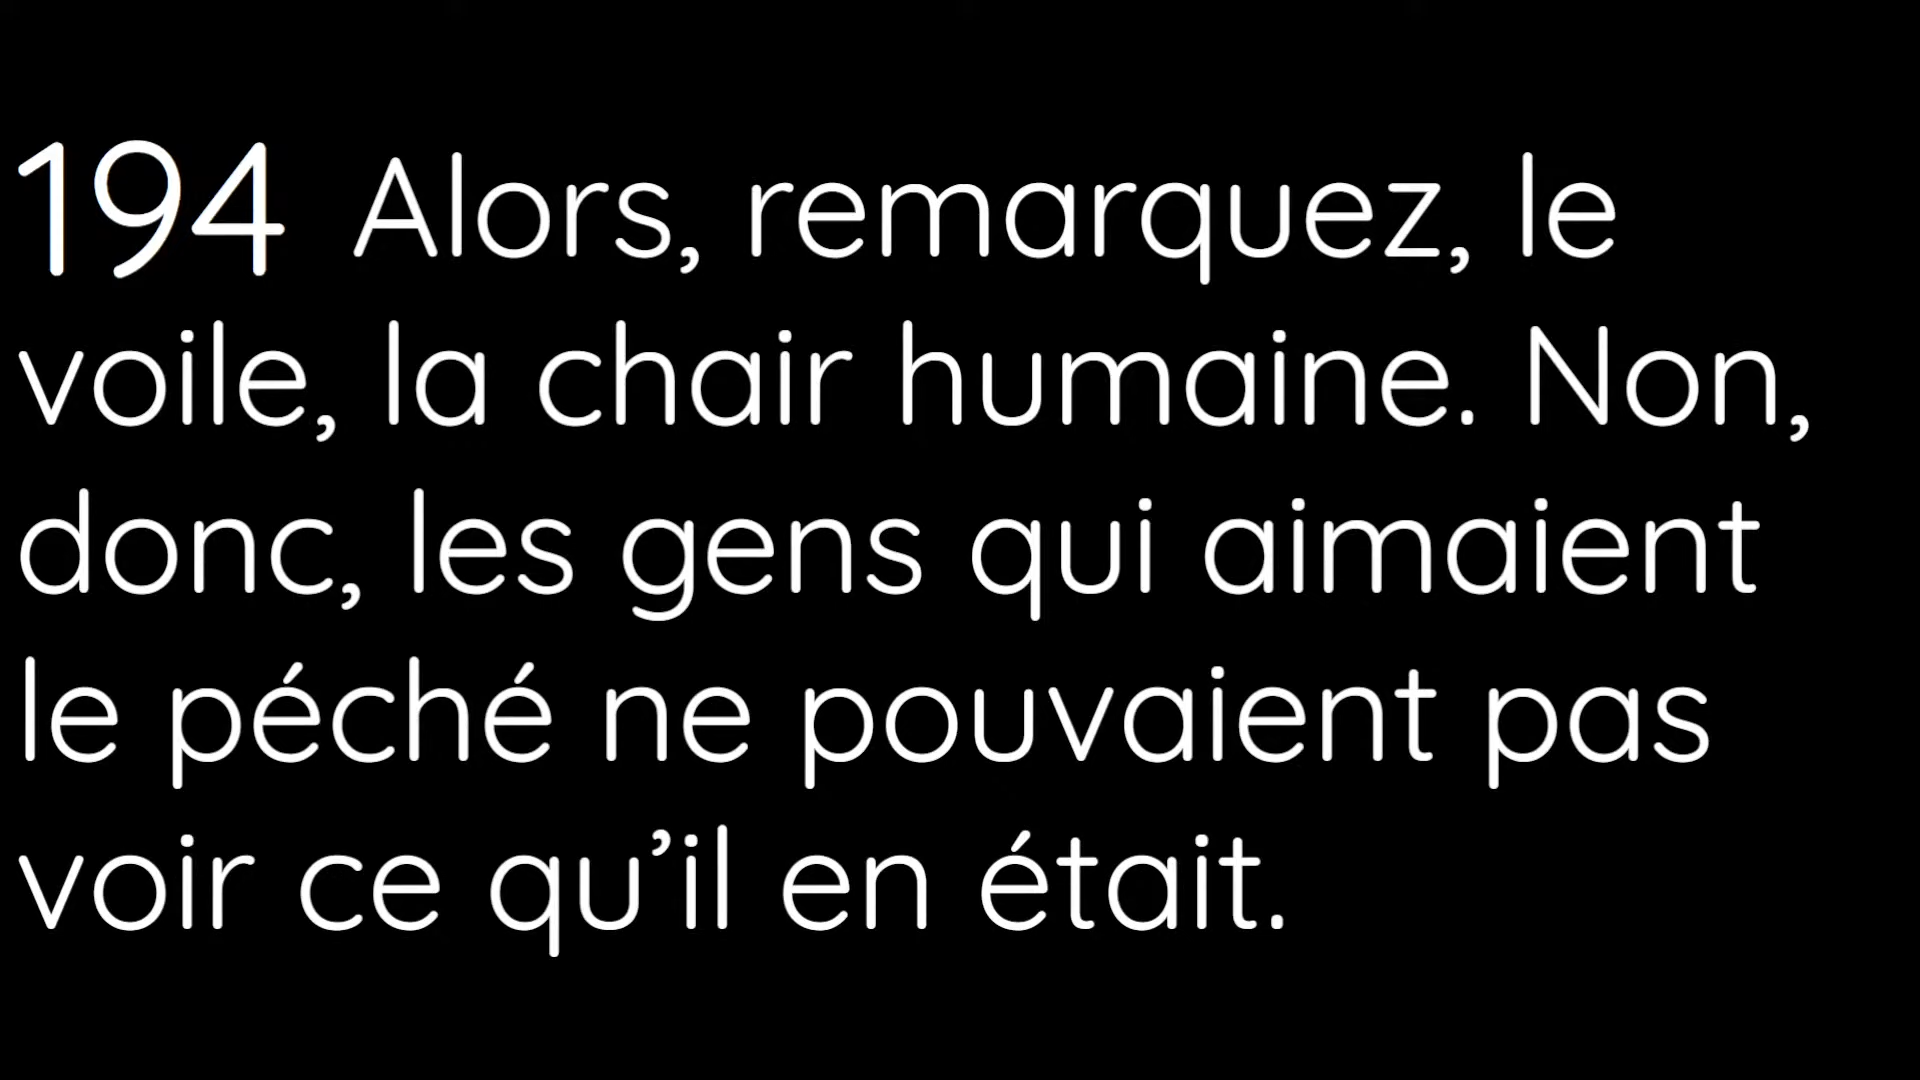 194 Alors, remarquez, le
voile, la chair humaine. Non,
donc, les gens qui aimaient
le péché ne pouvaient pas
voir ce qu’il en était.